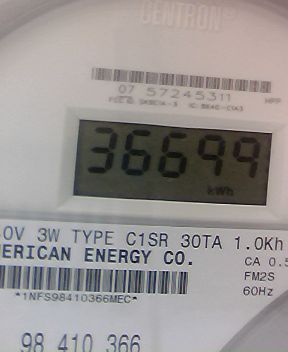 CENTRON®
07 57245311
36699
kWh
0V 3W TYPE C1SR 30TA 1.0Kh
MERICAN ENERGY CO.
CA 0.5
FM2S
60Hz
*1NFS98410366MEC*
98 410 366